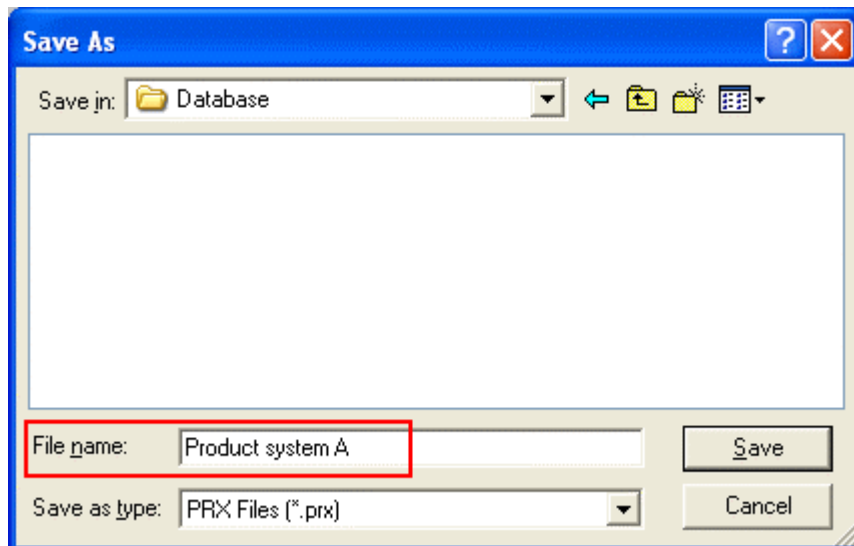 Save As
Save in: Database
File name: Product system A
Save
Save as type: PRX Files (*.prx)
Cancel